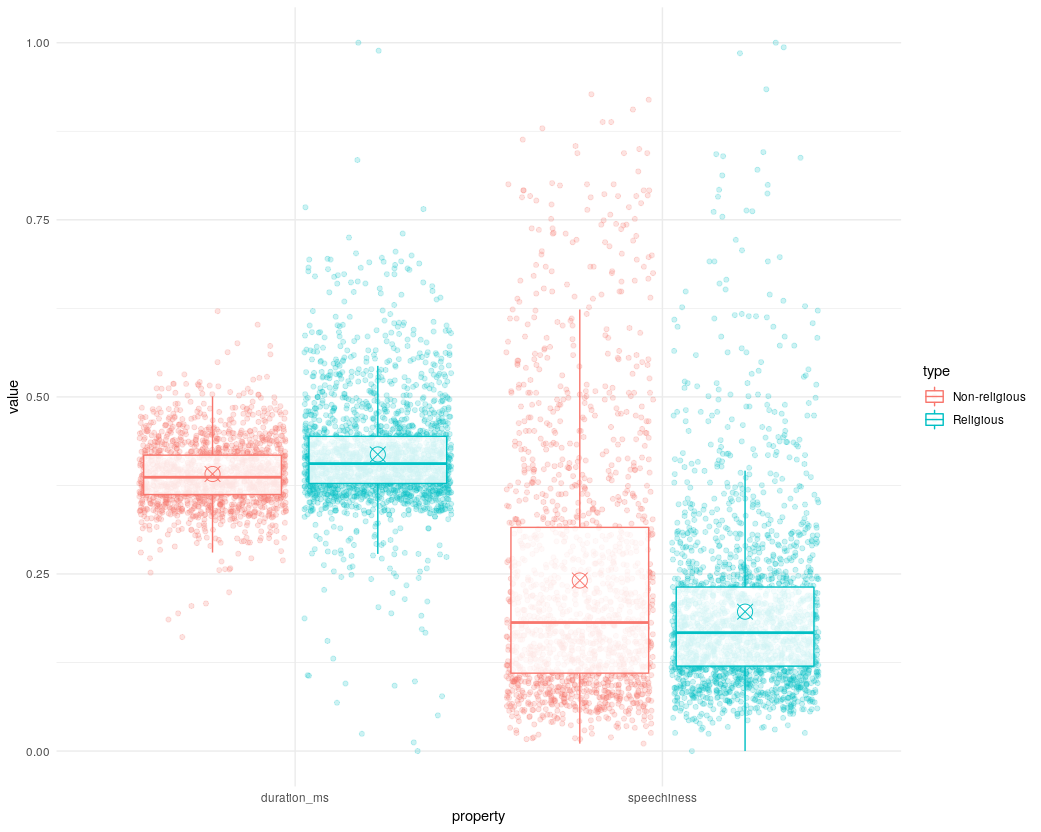 1.00
0.75
0.50
0.25
0.00
value
duration_ms
speechiness
property
type
Non-religious
Religious